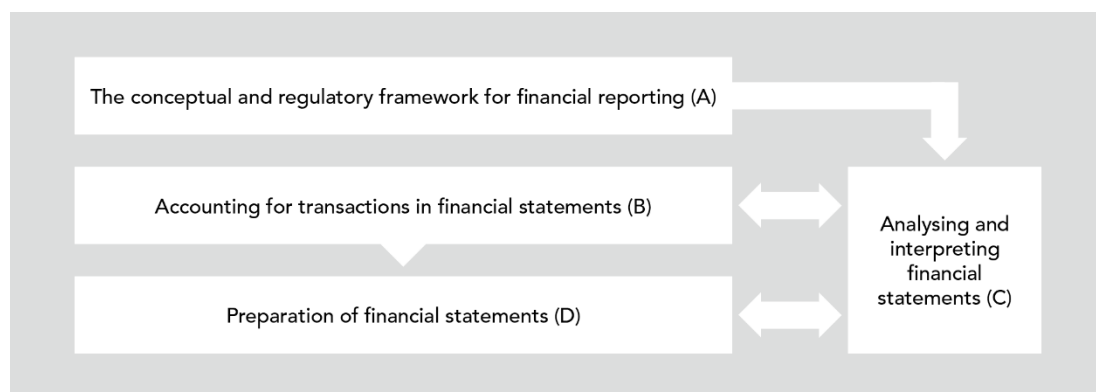 The conceptual and regulatory framework for financial reporting (A)
Accounting for transactions in financial statements (B)
Preparation of financial statements (D)
Analysing and
interpreting
financial
statements (C)